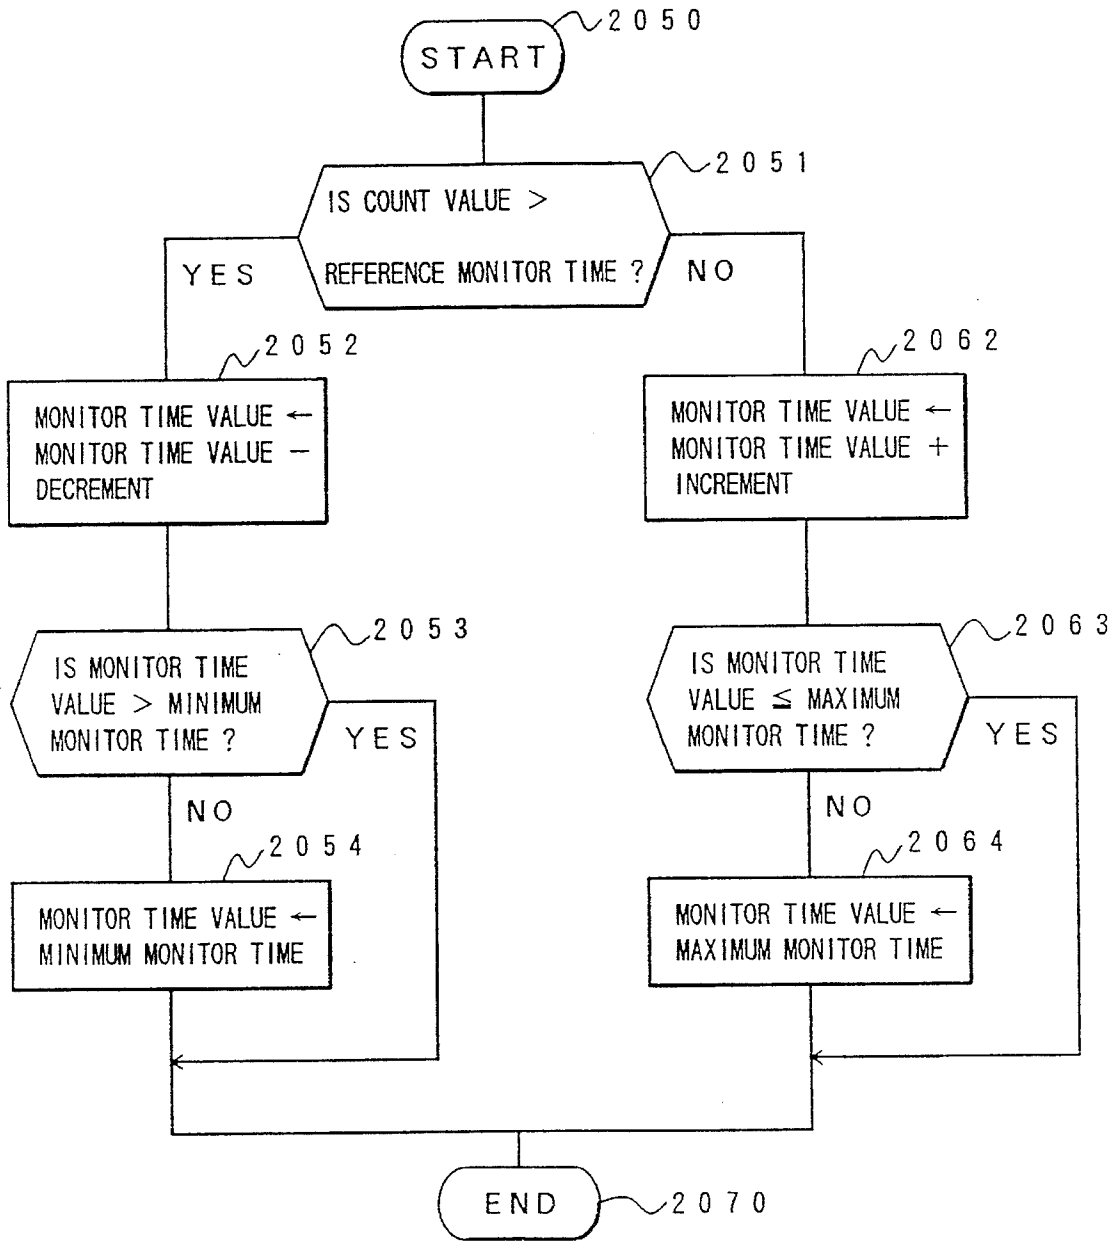 2050
START
2051
IS COUNT VALUE >
REFERENCE MONITOR TIME ?
YES
NO
2052
MONITOR TIME VALUE ←
MONITOR TIME VALUE −
DECREMENT
2062
MONITOR TIME VALUE ←
MONITOR TIME VALUE +
INCREMENT
2053
IS MONITOR TIME
VALUE > MINIMUM
MONITOR TIME ?
YES
NO
2063
IS MONITOR TIME
VALUE ≦ MAXIMUM
MONITOR TIME ?
YES
NO
2054
MONITOR TIME VALUE ←
MINIMUM MONITOR TIME
2064
MONITOR TIME VALUE ←
MAXIMUM MONITOR TIME
END
2070